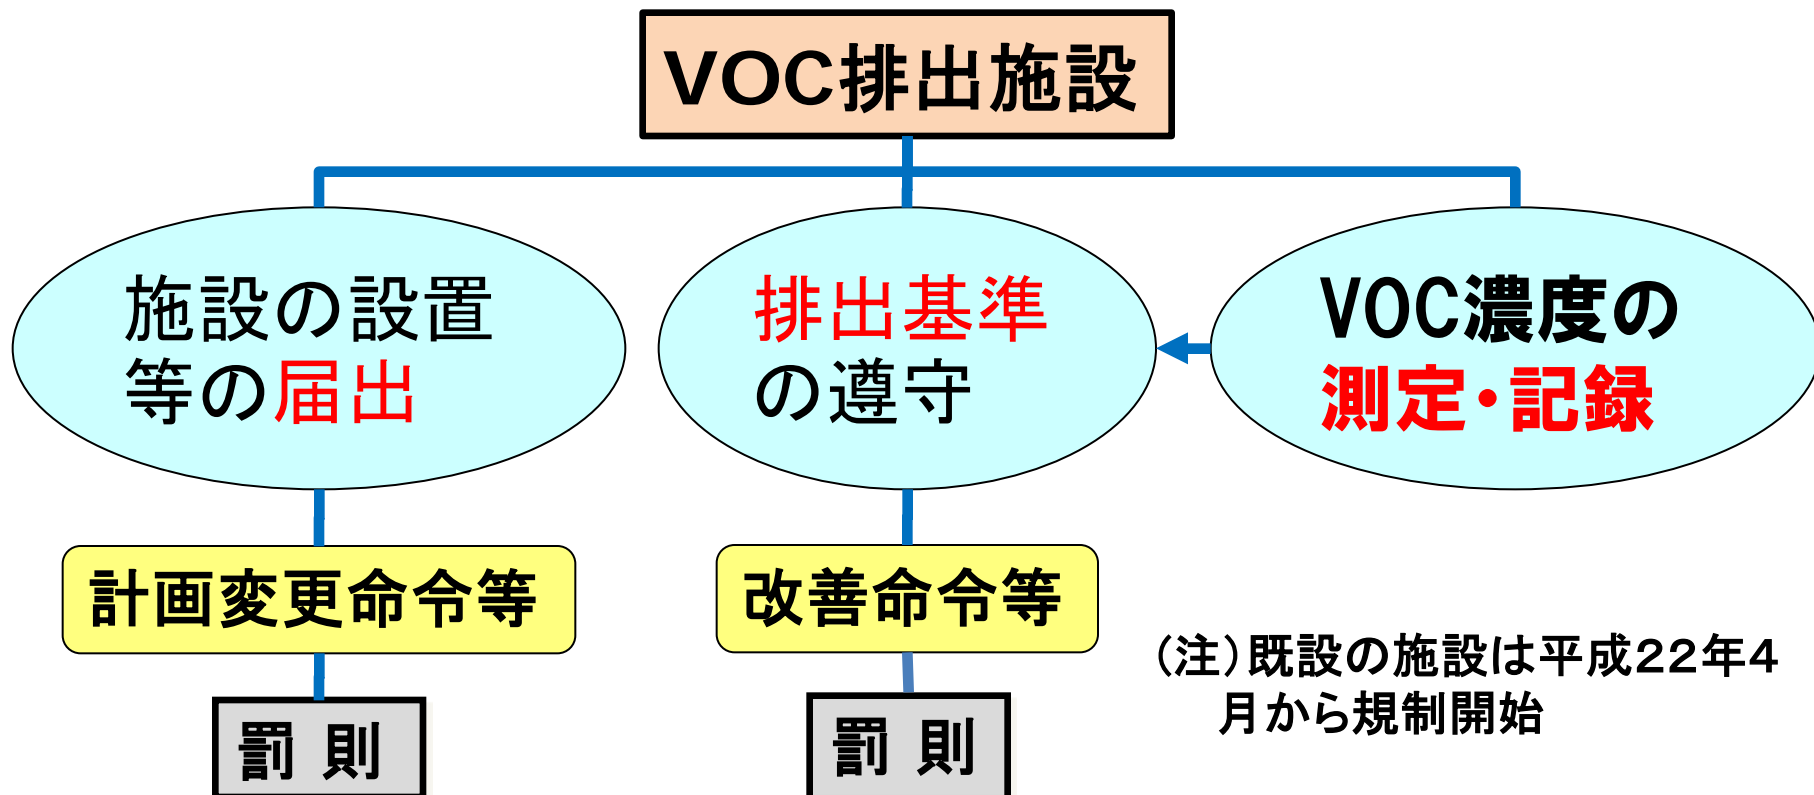 VOC排出施設
施設の設置
等の届出
排出基準
の遵守
VOC濃度の
測定・記録
計画変更命令等
改善命令等
罰 則
罰 則
（注）既設の施設は平成２２年４
月から規制開始